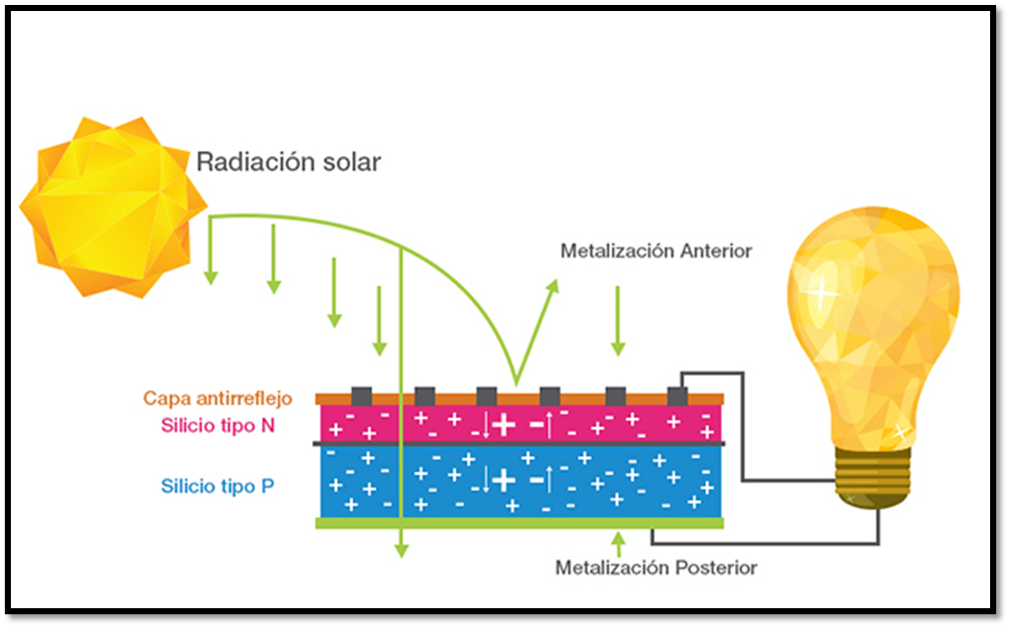 Radiación solar
Metalización Anterior
Capa antirreflejo
Silicio tipo N
Silicio tipo P
Metalización Posterior